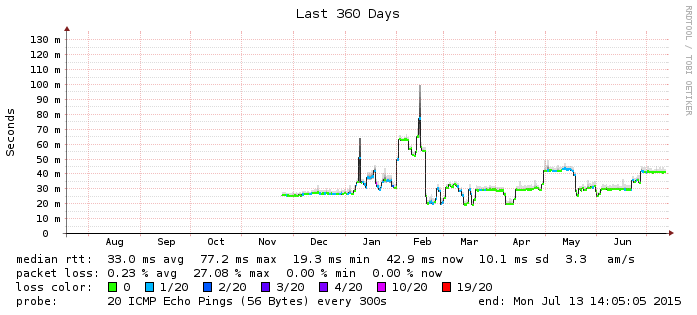 Last 360 Days
RRDTOOL / TOBI OETIKER
Seconds
130 m
120 m
110 m
100 m
90 m
80 m
70 m
60 m
50 m
40 m
30 m
20 m
10 m
0
Aug Sep Oct Nov Dec Jan Feb Mar Apr May Jun
median rtt: 33.0 ms avg 77.2 ms max 19.3 ms min 42.9 ms now 10.1 ms sd 3.3 am/s
packet loss: 0.23 % avg 27.08 % max 0.00 % min 0.00 % now
loss color: 0 1/20 2/20 3/20 4/20 10/20 19/20
probe: 20 ICMP Echo Pings (56 Bytes) every 300s end: Mon Jul 13 14:05:05 2015